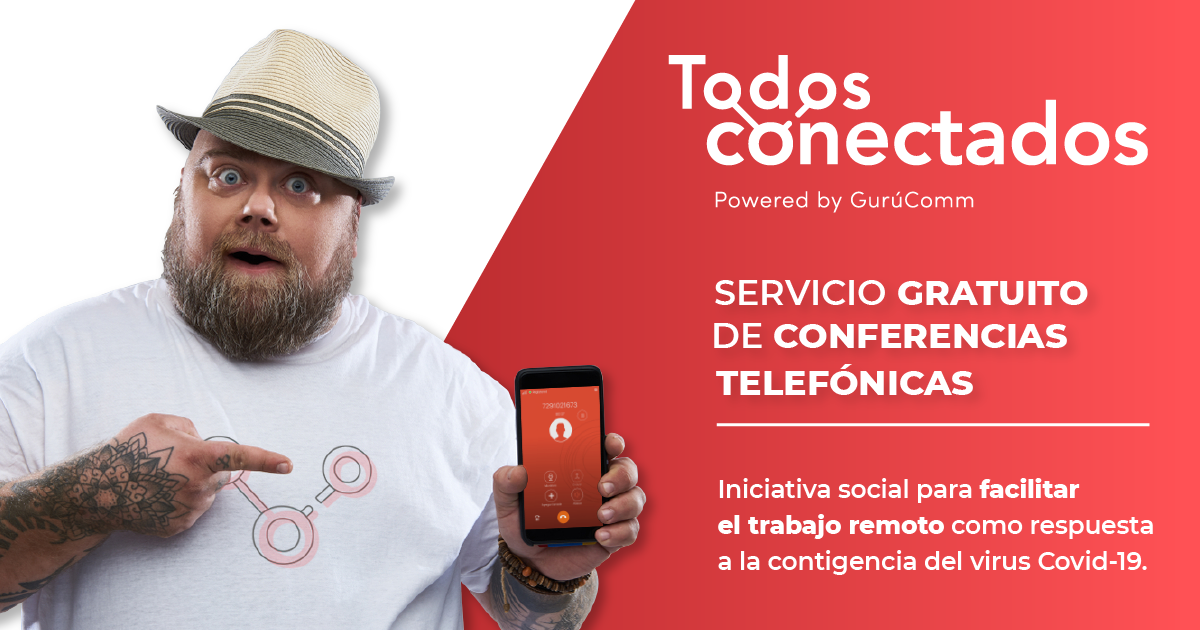 Todos
conectados
Powered by GurúComm
SERVICIO GRATUITO
DE CONFERENCIAS
TELEFÓNICAS
Iniciativa social para facilitar
el trabajo remoto como respuesta
a la contigencia del virus Covid-19.